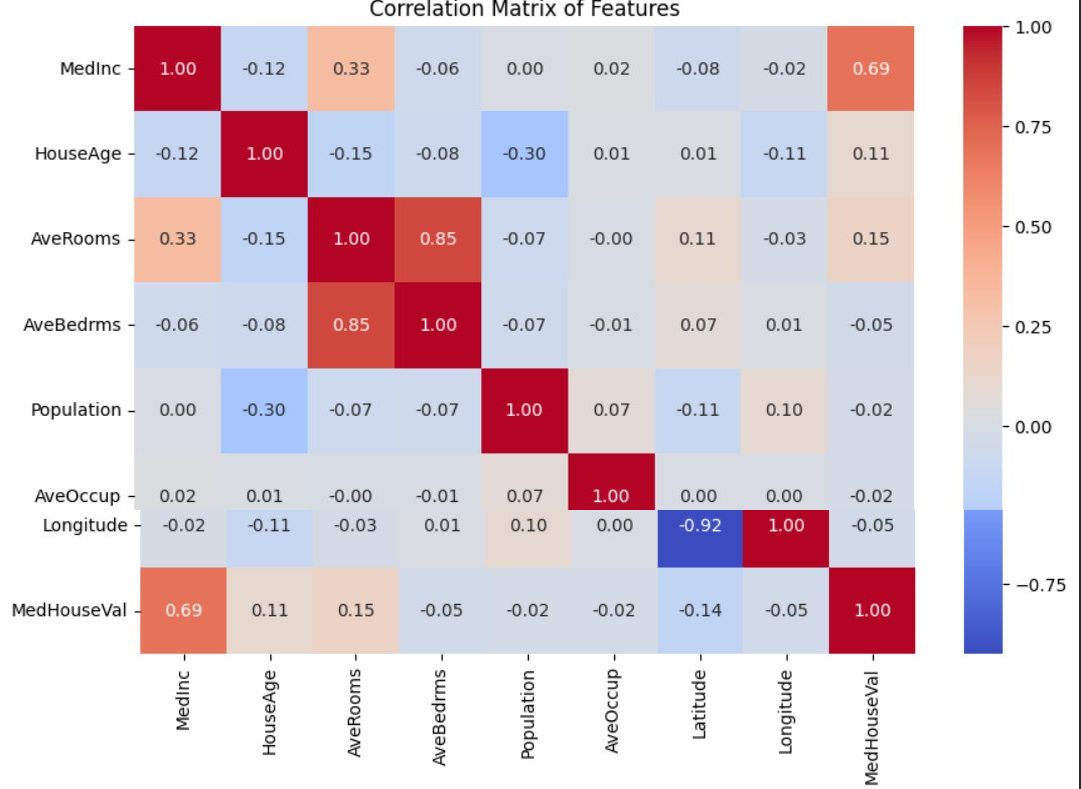 Correlation Matrix of Features
MedInc 1.00 -0.12 0.33 -0.06 0.00 0.02 -0.08 -0.02 0.69
HouseAge -0.12 1.00 -0.15 -0.08 -0.30 0.01 0.01 -0.11 0.11
AveRooms 0.33 -0.15 1.00 0.85 -0.07 -0.00 0.11 -0.03 0.15
AveBedrms -0.06 -0.08 0.85 1.00 -0.07 -0.01 0.07 0.01 -0.05
Population 0.00 -0.30 -0.07 -0.07 1.00 0.07 -0.11 0.10 -0.02
AveOccup 0.02 0.01 -0.00 -0.01 0.07 1.00 0.00 0.00 -0.02
Longitude -0.02 -0.11 -0.03 0.01 0.10 0.00 -0.92 1.00 -0.05
MedHouseVal 0.69 0.11 0.15 -0.05 -0.02 -0.02 -0.14 -0.05 1.00
MedInc
HouseAge
AveRooms
AveBedrms
Population
AveOccup
Latitude
Longitude
MedHouseVal
1.00
0.75
0.50
0.25
0.00
−0.75